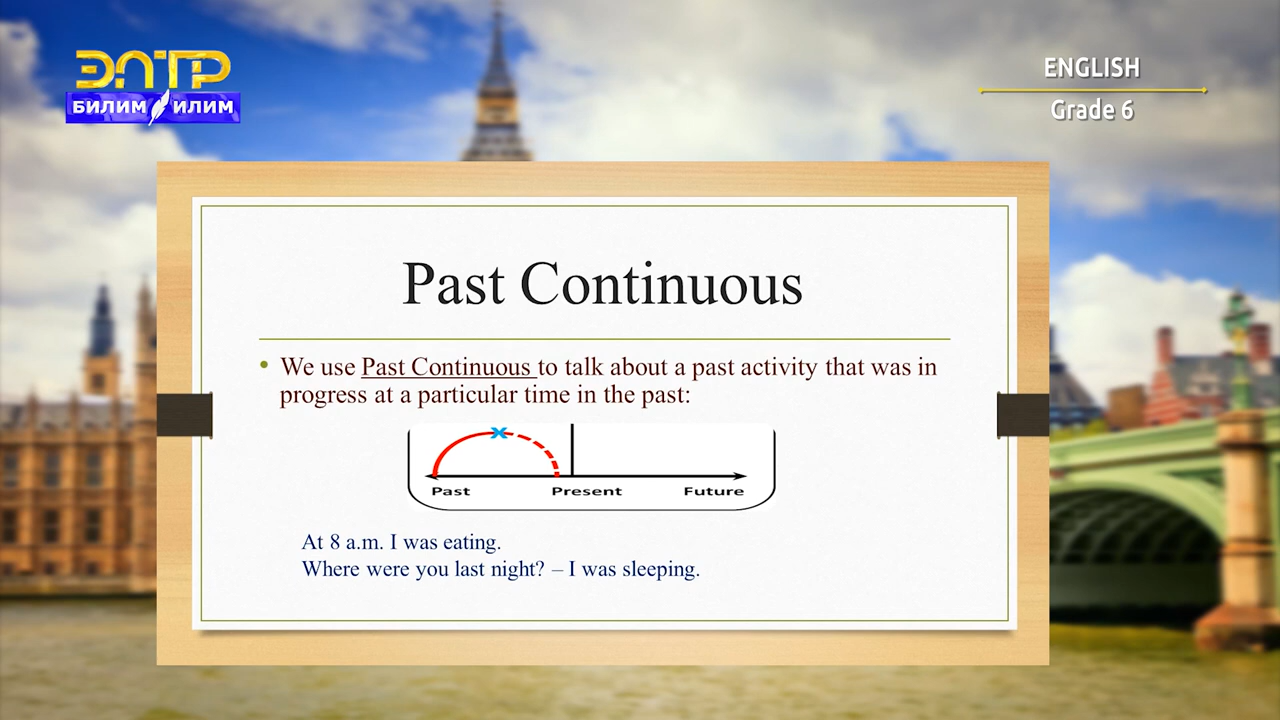 ЭЛТР
БИЛИМ ИЛИМ
ENGLISH
Grade 6
Past Continuous
• We use Past Continuous to talk about a past activity that was in
progress at a particular time in the past:
Past Present Future
At 8 a.m. I was eating.
Where were you last night? – I was sleeping.